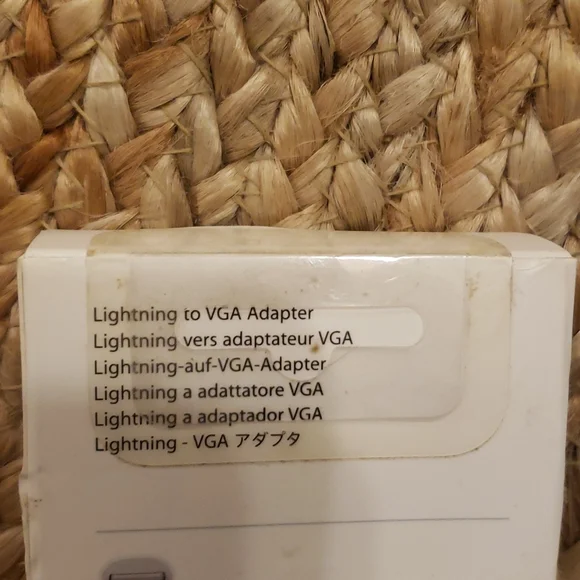 Lightning to VGA Adapter
Lightning vers adaptateur VGA
Lightning-auf-VGA-Adapter
Lightning a adattatore VGA
Lightning a adaptador VGA
Lightning - VGA アダプタ